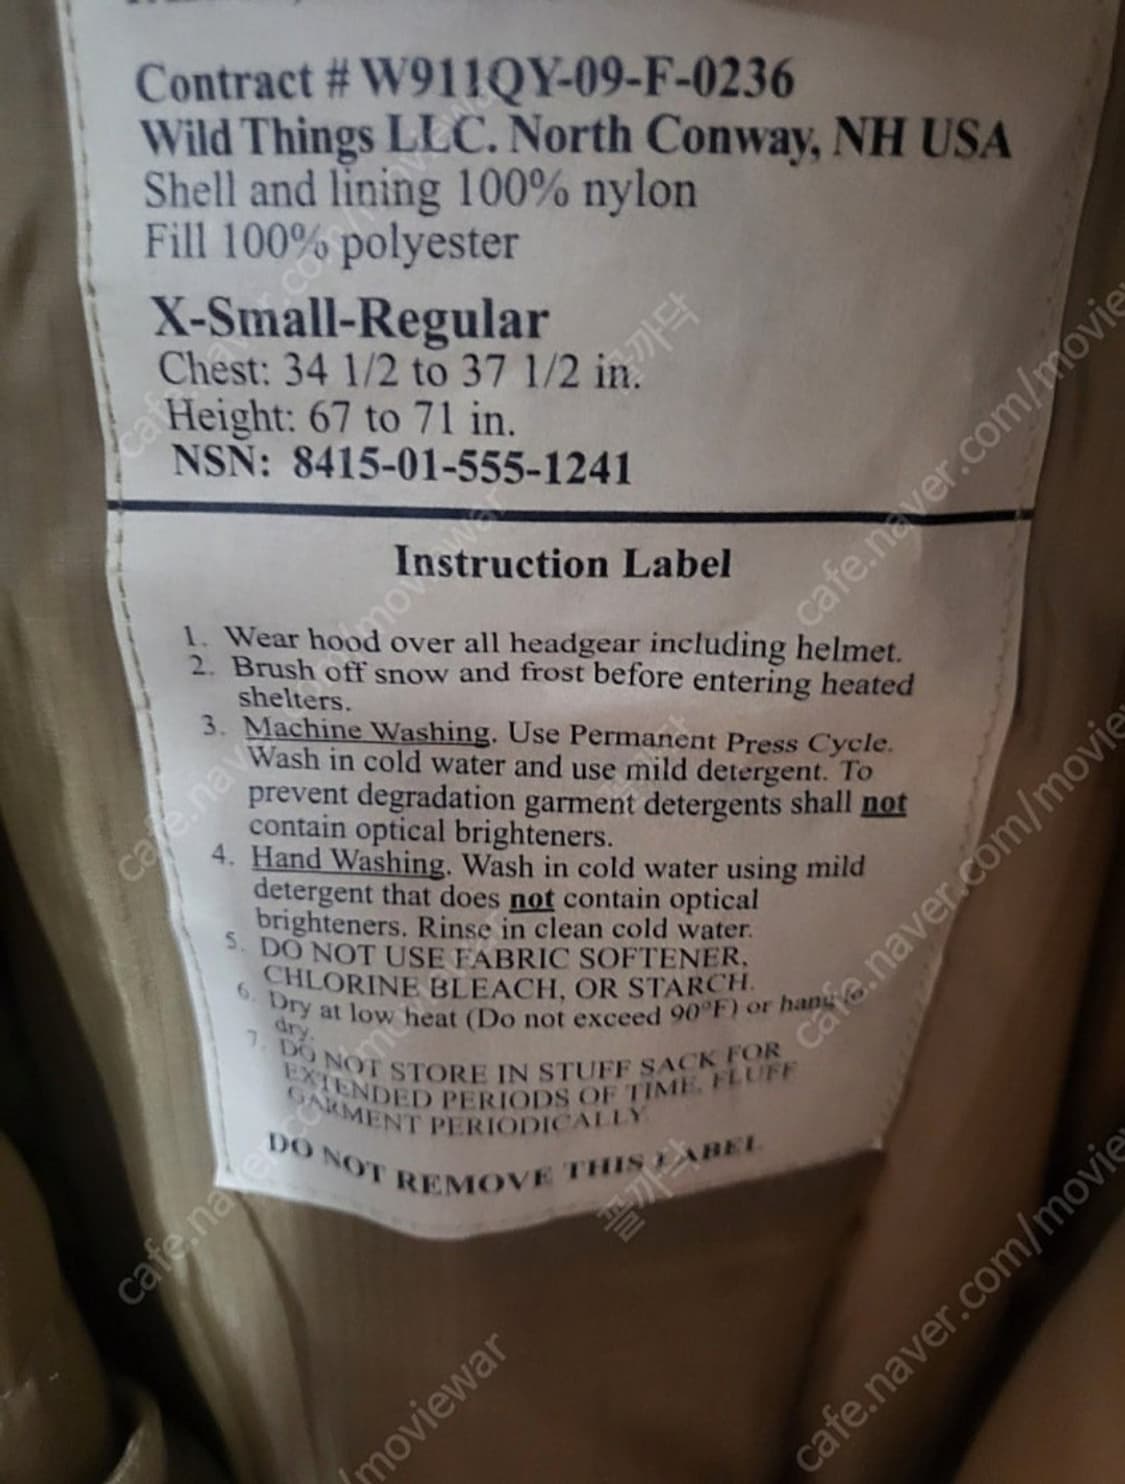 Contract # W911QY-09-F-0236
Wild Things LLC. North Conway, NH USA
Shell and lining 100% nylon
Fill 100% polyester
X-Small-Regular
Chest: 34 1/2 to 37 1/2 in.
Height: 67 to 71 in.
NSN: 8415-01-555-1241
Instruction Label
1. Wear hood over all headgear including helmet.
2. Brush off snow and frost before entering heated
shelters.
3. Machine Washing. Use Permanent Press Cycle.
Wash in cold water and use mild detergent. To
prevent degradation garment detergents shall not
contain optical brighteners.
4. Hand Washing. Wash in cold water using mild
detergent that does not contain optical
brighteners. Rinse in clean cold water.
5. DO NOT USE FABRIC SOFTENER,
CHLORINE BLEACH, OR STARCH.
6. Dry at low heat (Do not exceed 90°F) or hang to
dry.
7. DO NOT STORE IN STUFF SACK FOR
EXTENDED PERIODS OF TIME. FLUFF
GARMENT PERIODICALLY.
DO NOT REMOVE THIS LABEL
cafe.naver.com/moviewar